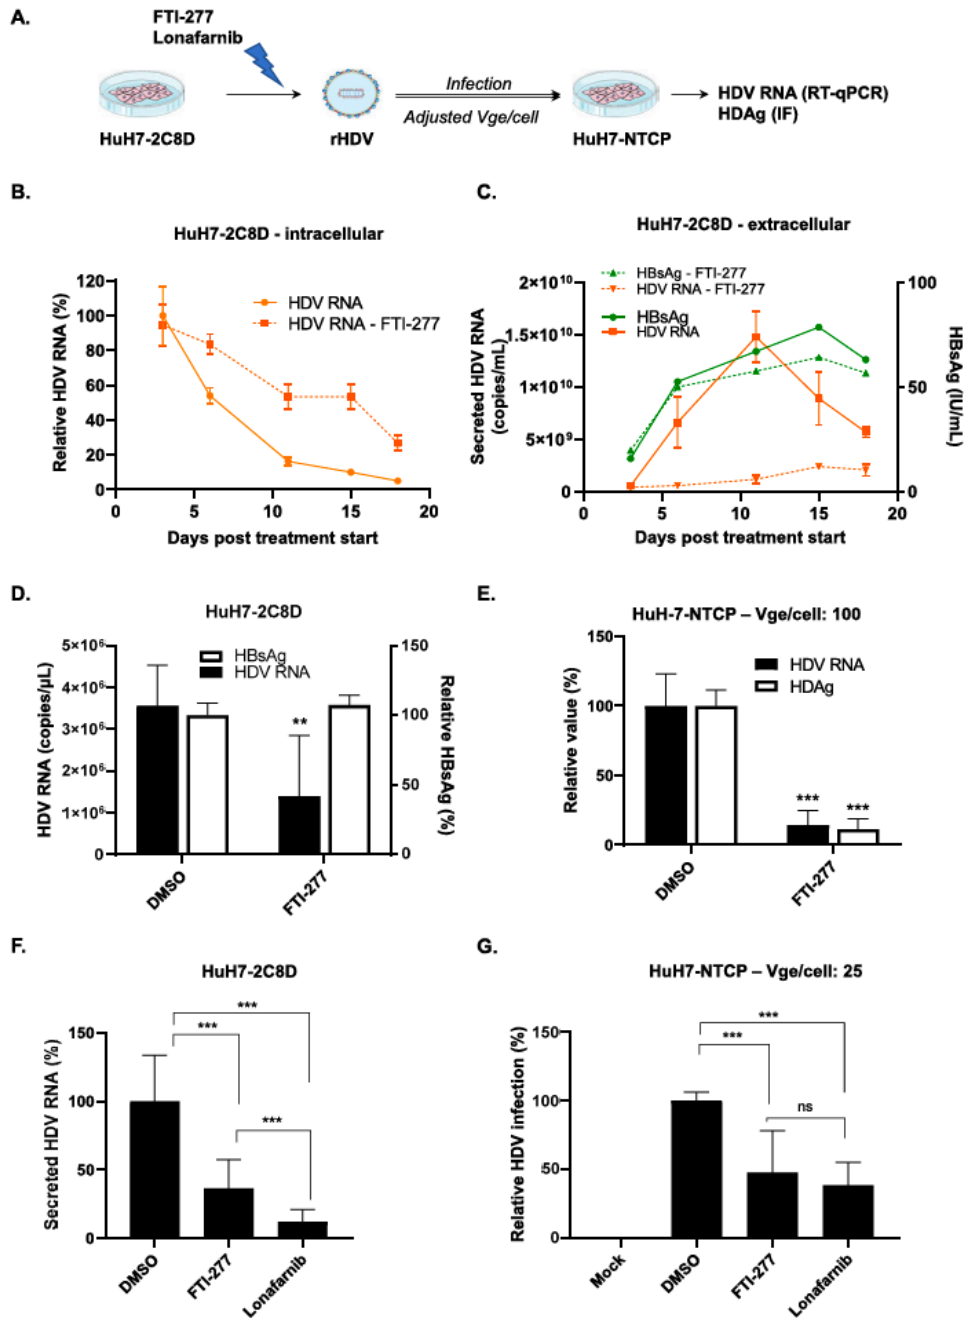 A.
FTI-277
Lonafarnib
HuH7-2C8D
rHDV
Infection
Adjusted Vge/cell
HuH7-NTCP
HDV RNA (RT-qPCR)
HDAg (IF)
B.
HuH7-2C8D - intracellular
Relative HDV RNA (%)
120
100
80
60
40
20
0
HDV RNA
HDV RNA - FTI-277
0 5 10 15 20
Days post treatment start
C.
HuH7-2C8D - extracellular
HBsAg - FTI-277
HDV RNA - FTI-277
HBsAg
HDV RNA
Secreted HDV RNA
(copies/mL)
2×10¹⁰
1.5×10¹⁰
1×10¹⁰
5×10⁹
0
100
50
0
HBsAg (IU/mL)
0 5 10 15 20
Days post treatment start
D.
HuH7-2C8D
HDV RNA (copies/µL)
5×10⁶
4×10⁶
3×10⁶
2×10⁶
1×10⁶
0
HBsAg
HDV RNA
**
150
100
50
0
Relative HBsAg (%)
DMSO
FTI-277
E.
HuH-7-NTCP – Vge/cell: 100
Relative value (%)
150
100
50
0
HDV RNA
HDAg
*** ***
DMSO
FTI-277
F.
HuH7-2C8D
Secreted HDV RNA (%)
150
100
50
0
***
***
***
DMSO
FTI-277
Lonafarnib
G.
HuH7-NTCP – Vge/cell: 25
Relative HDV infection (%)
150
100
50
0
***
***
ns
Mock
DMSO
FTI-277
Lonafarnib